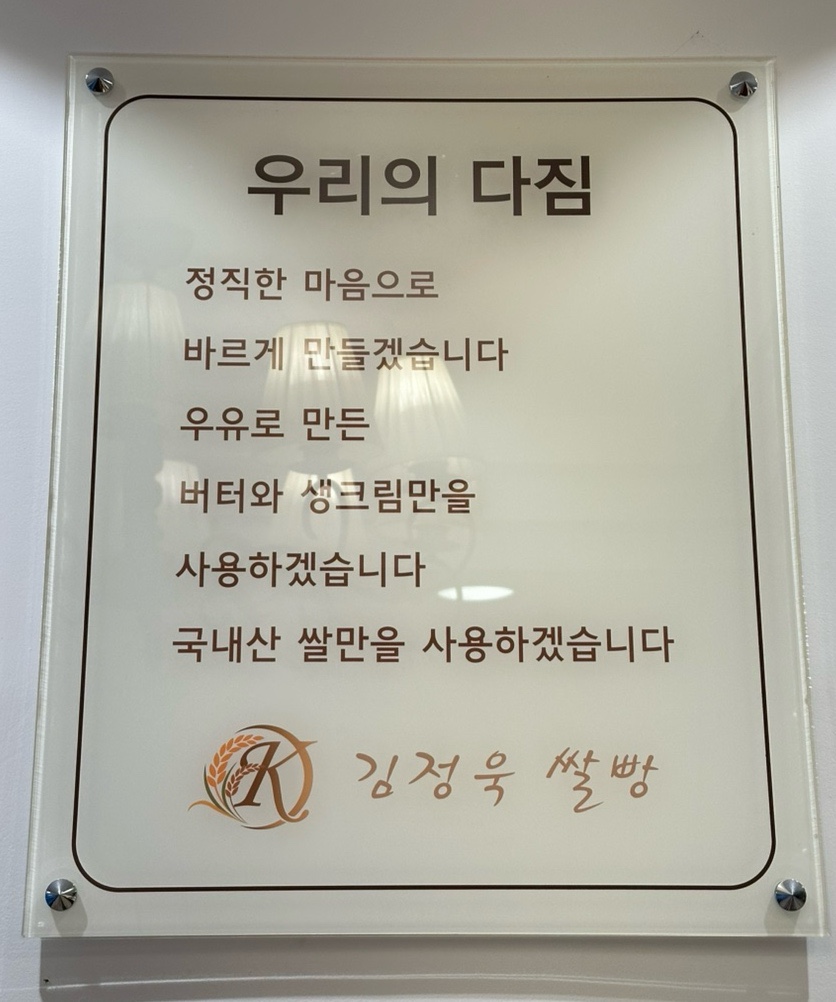 우리의 다짐
정직한 마음으로
바르게 만들겠습니다
우유로 만든
버터와 생크림만을
사용하겠습니다
국내산 쌀만을 사용하겠습니다
K 김정욱 쌀빵